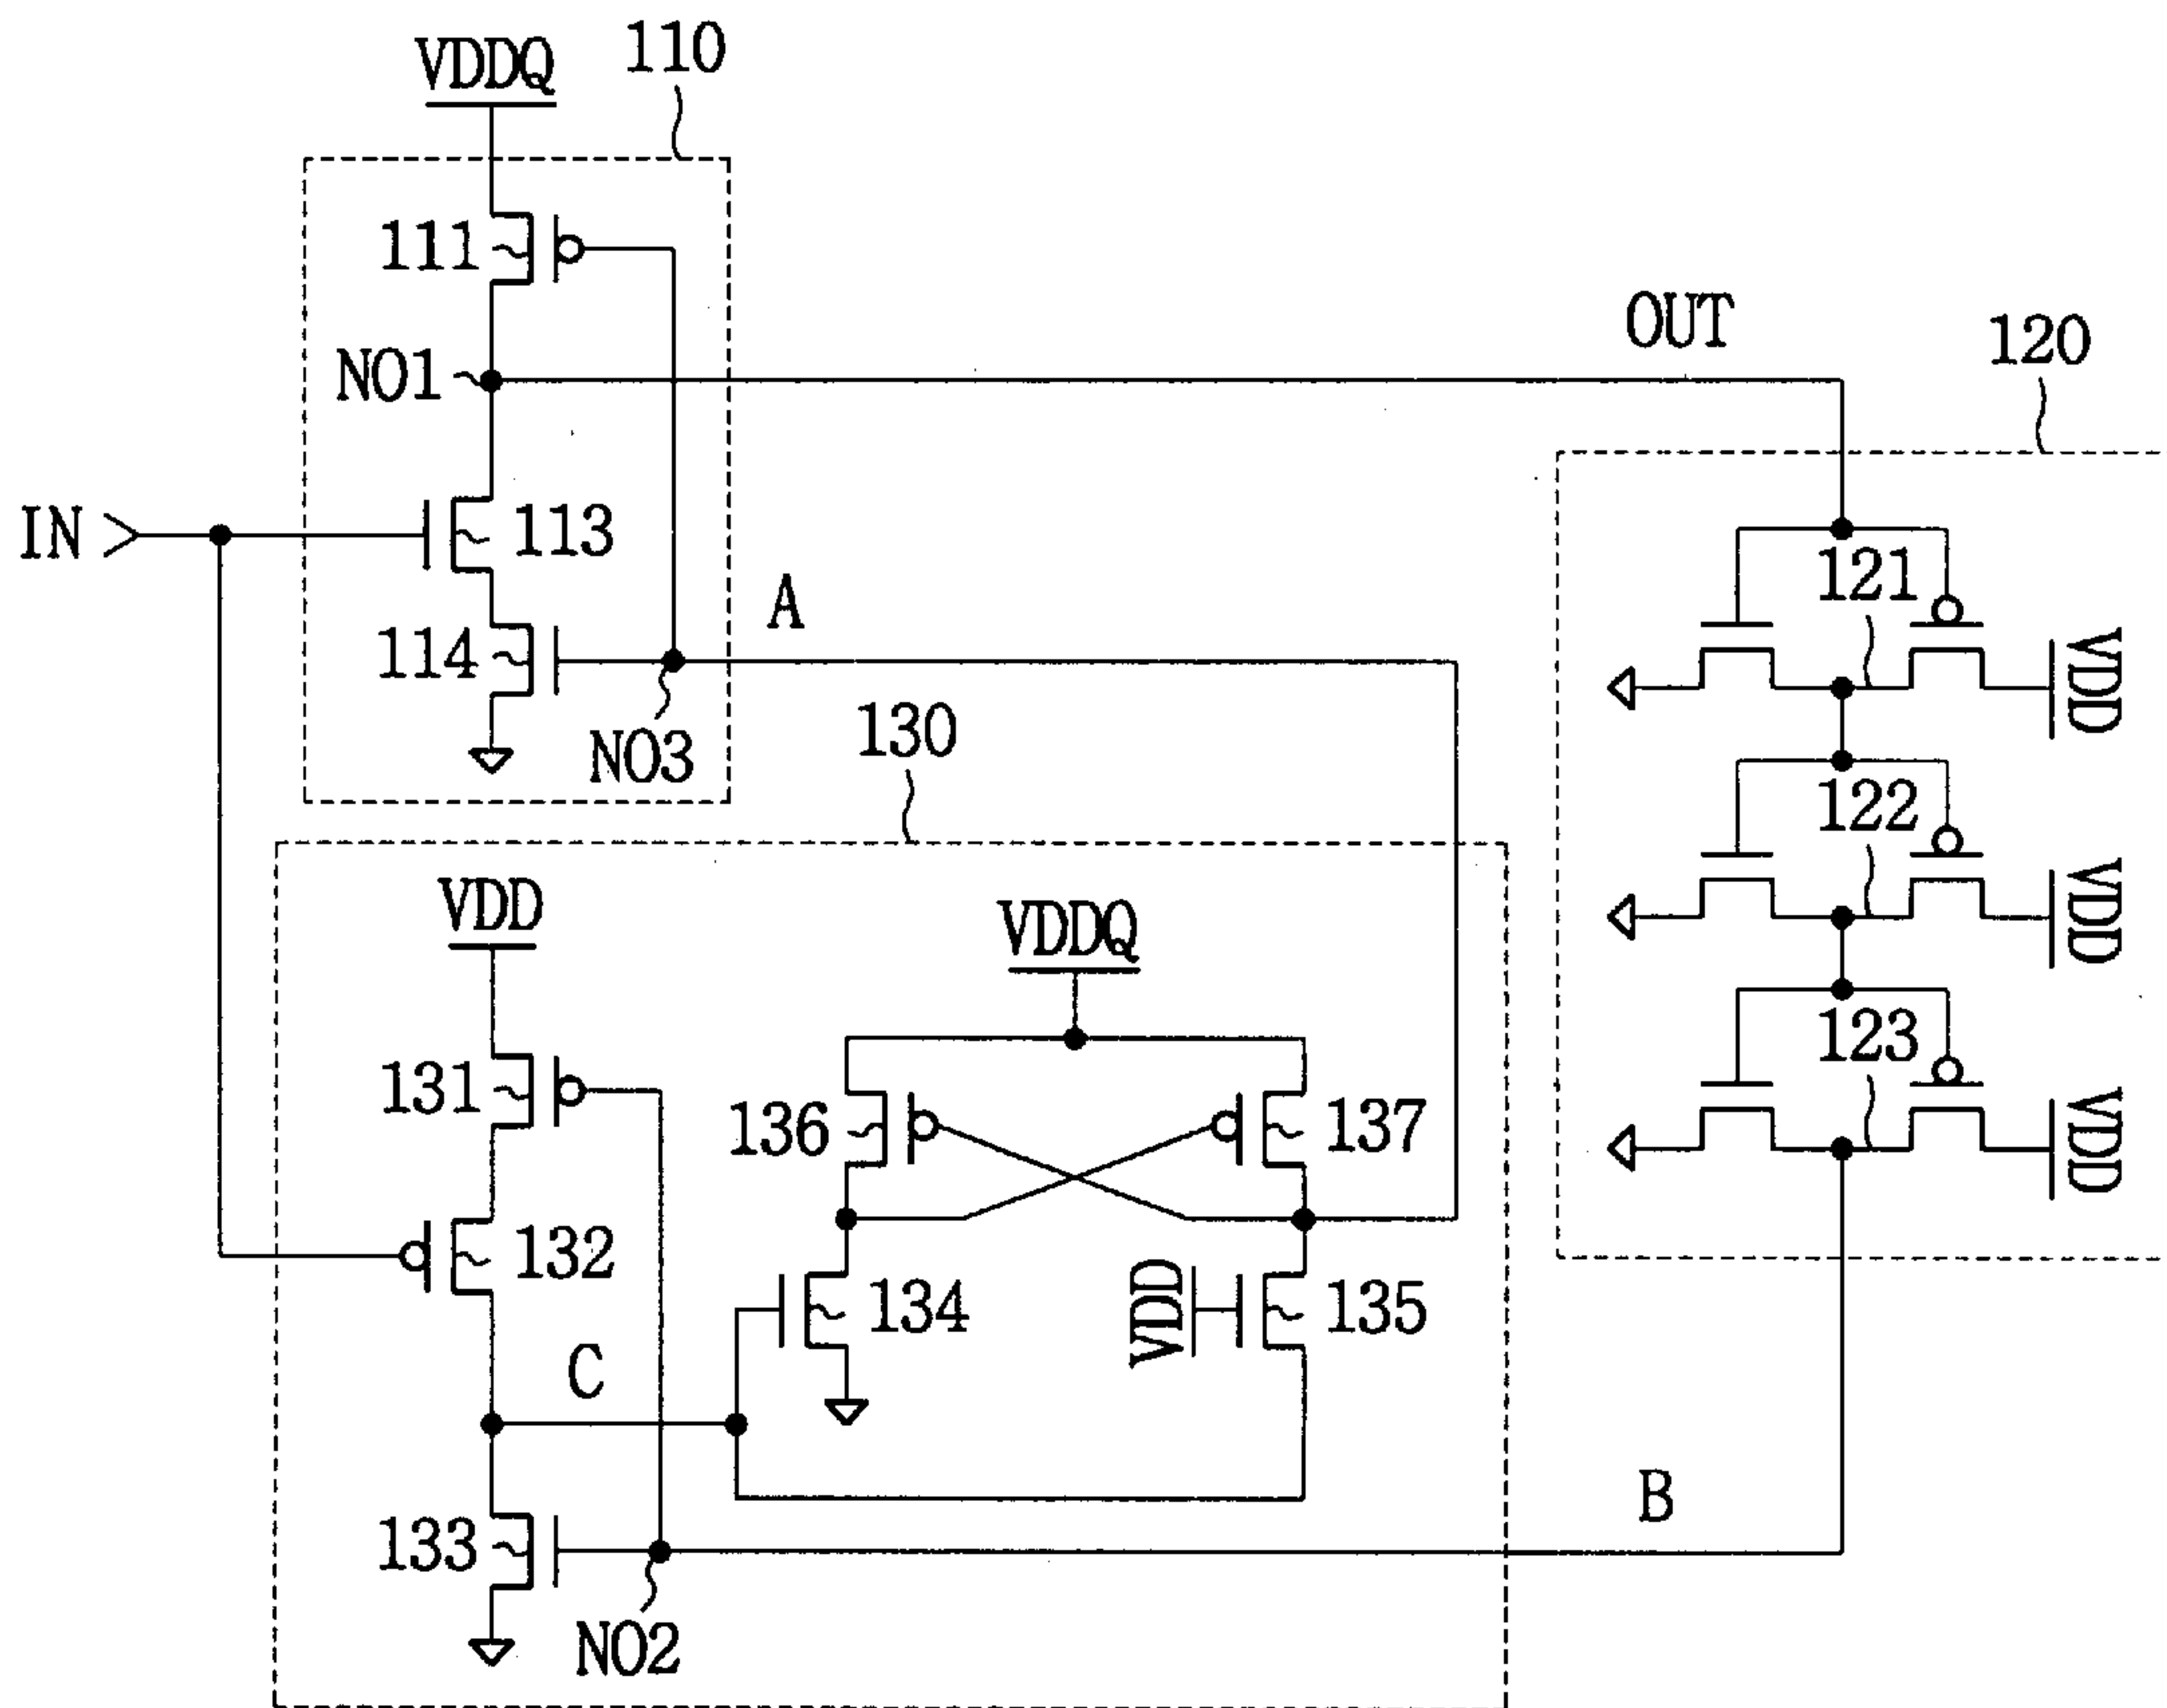 VDDQ
110
111
NO1
OUT
120
IN
113
114
A
NO3
121
VDD
122
VDD
123
VDD
130
VDD
VDDQ
131
136
137
132
134
VDD
135
C
B
133
NO2